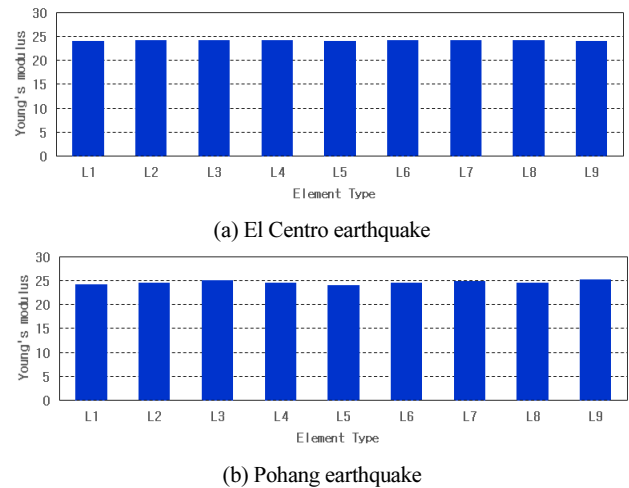 30
25
20
15
10
5
0
Young's modulus
L1 L2 L3 L4 L5 L6 L7 L8 L9
Element Type
(a) El Centro earthquake
30
25
20
15
10
5
0
Young's modulus
L1 L2 L3 L4 L5 L6 L7 L8 L9
Element Type
(b) Pohang earthquake